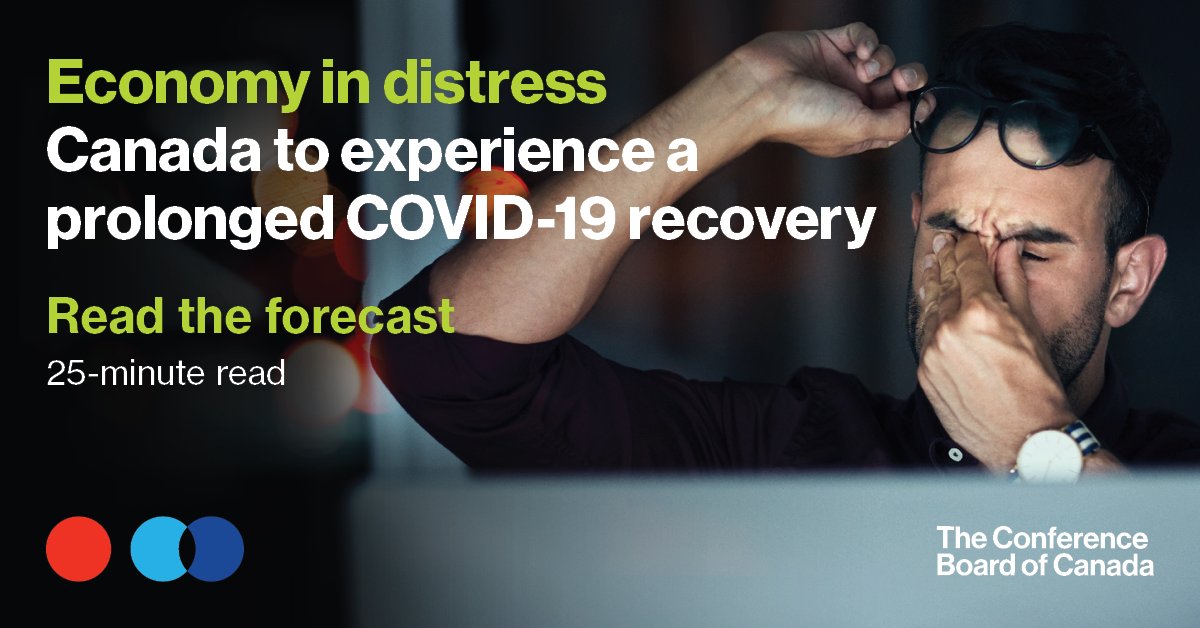 Economy in distress
Canada to experience a
prolonged COVID-19 recovery
Read the forecast
25-minute read
The Conference
Board of Canada